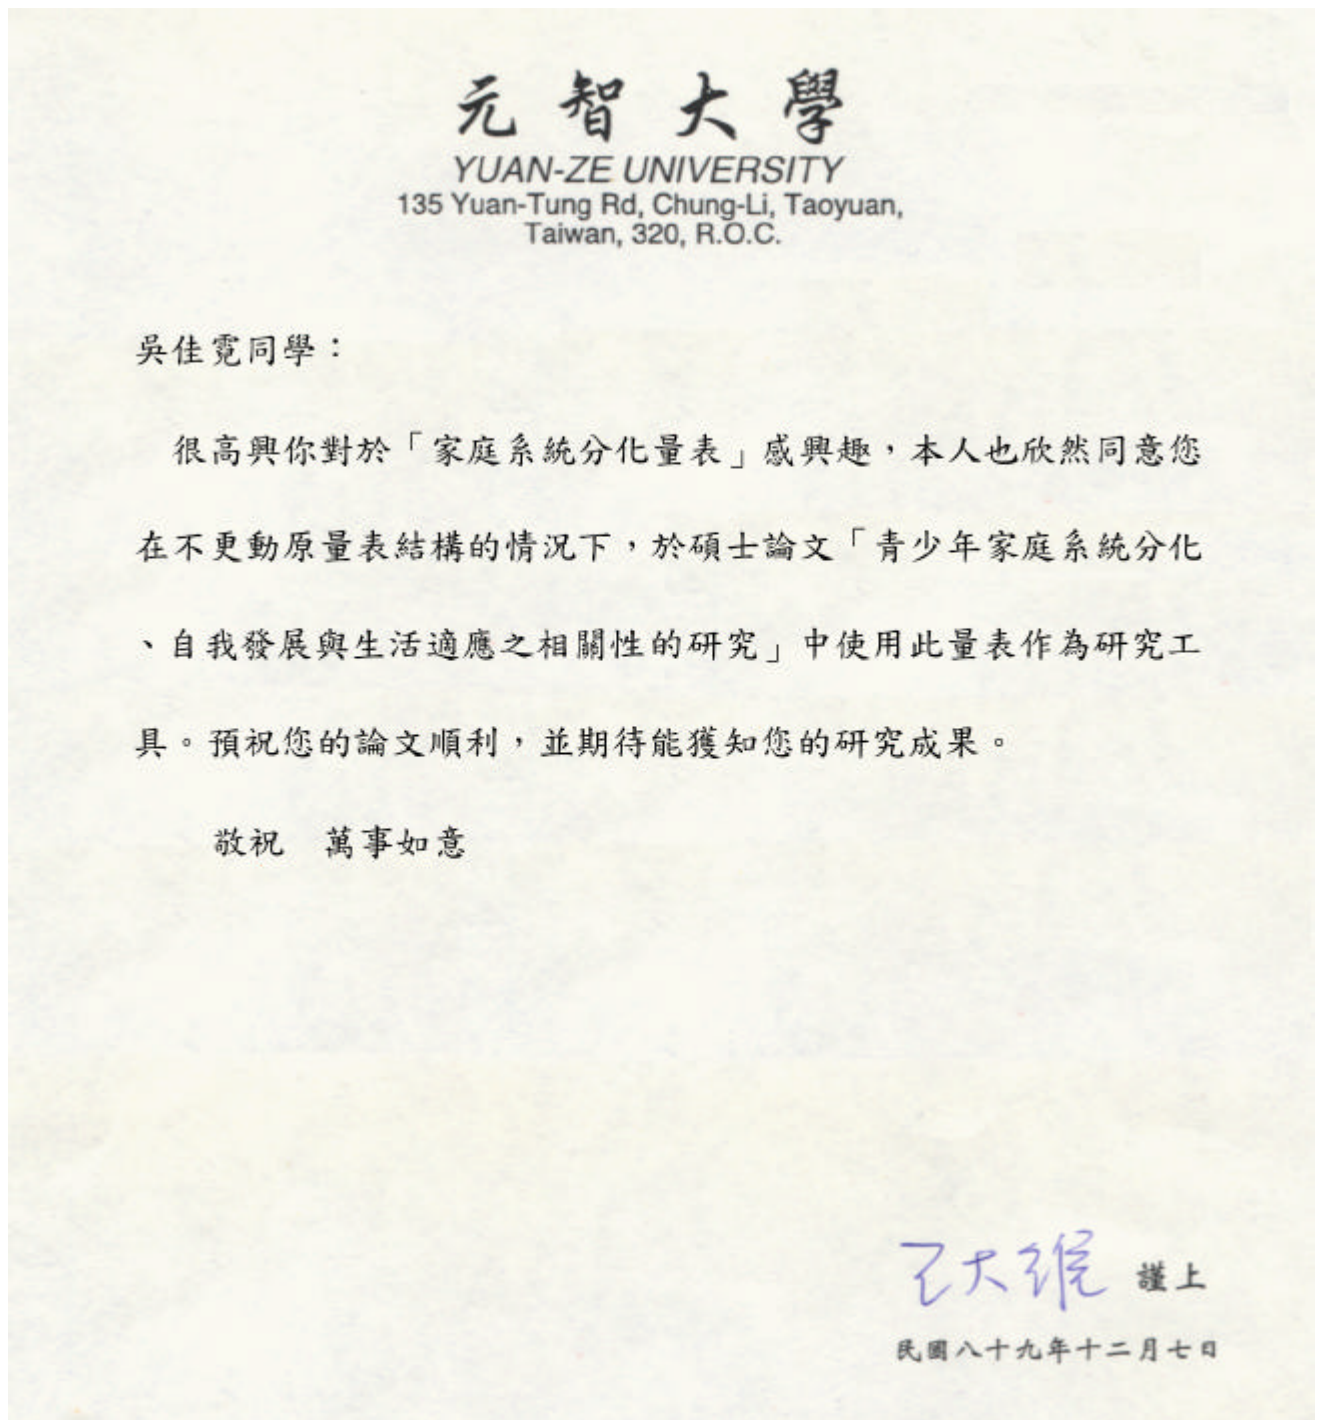 元智大學
YUAN-ZE UNIVERSITY
135 Yuan-Tung Rd, Chung-Li, Taoyuan,
Taiwan, 320, R.O.C.
吳佳霓同學：
很高興你對於「家庭系統分化量表」感興趣，本人也欣然同意您
在不更動原量表結構的情況下，於碩士論文「青少年家庭系統分化
、自我發展與生活適應之相關性的研究」中使用此量表作為研究工
具。預祝您的論文順利，並期待能獲知您的研究成果。
敬祝　萬事如意
王大維 謹上
民國八十九年十二月七日